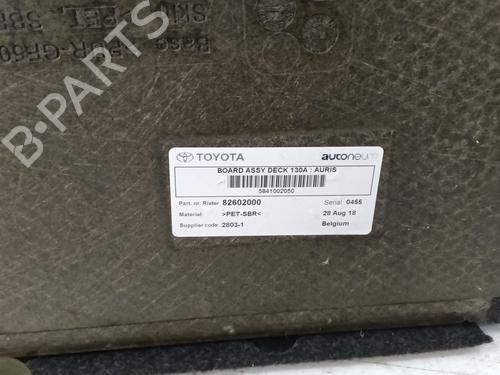 B-PARTS
TOYOTA autoneum
BOARD ASSY DECK 130A : AURIS
5841002050
Part. nr. Rieter 82602000 Serial 0455
Material >PET-SBR< 28 Aug 18
Supplier code: 2803-1 Belgium